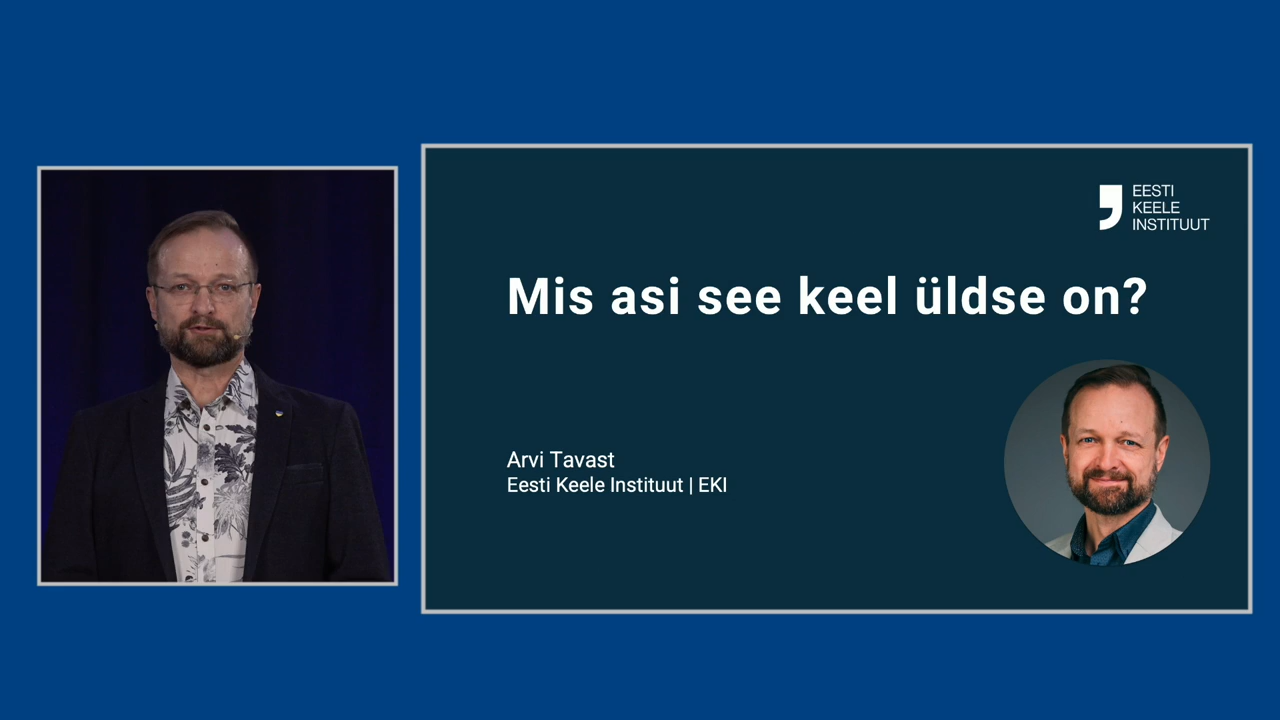 EESTI
KEELE
INSTITUUT
Mis asi see keel üldse on?
Arvi Tavast
Eesti Keele Instituut | EKI